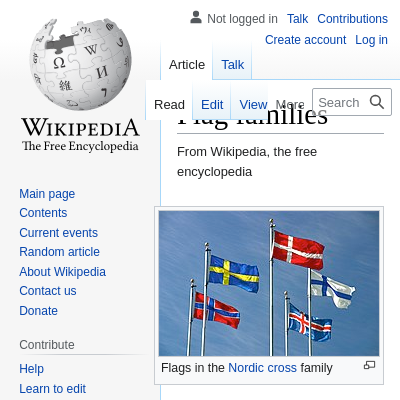 Not logged in Talk Contributions
Create account Log in
Article Talk
Read Edit View More Search
Flag families
WIKIPEDIA
The Free Encyclopedia
From Wikipedia, the free
encyclopedia
Main page
Contents
Current events
Random article
About Wikipedia
Contact us
Donate
Contribute
Help
Learn to edit
Flags in the Nordic cross family